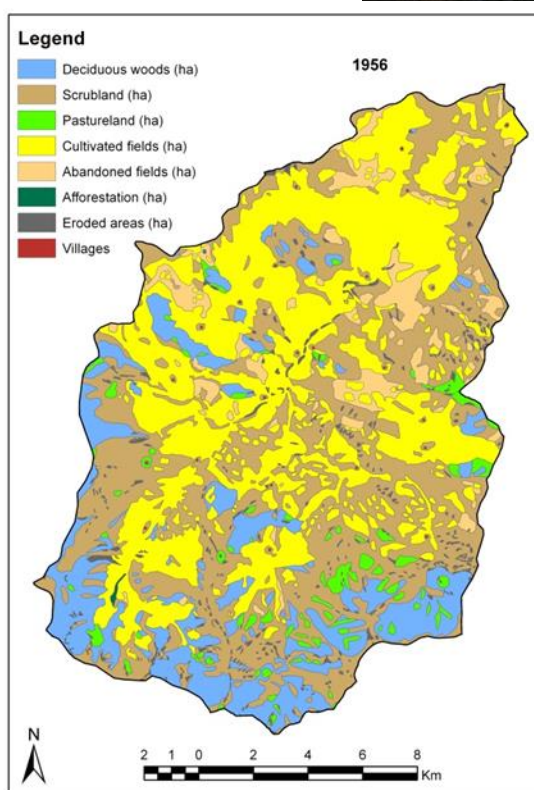 Legend
1956
Deciduous woods (ha)
Scrubland (ha)
Pastureland (ha)
Cultivated fields (ha)
Abandoned fields (ha)
Afforestation (ha)
Eroded areas (ha)
Villages
N
2 1 0 2 4 6 8
Km